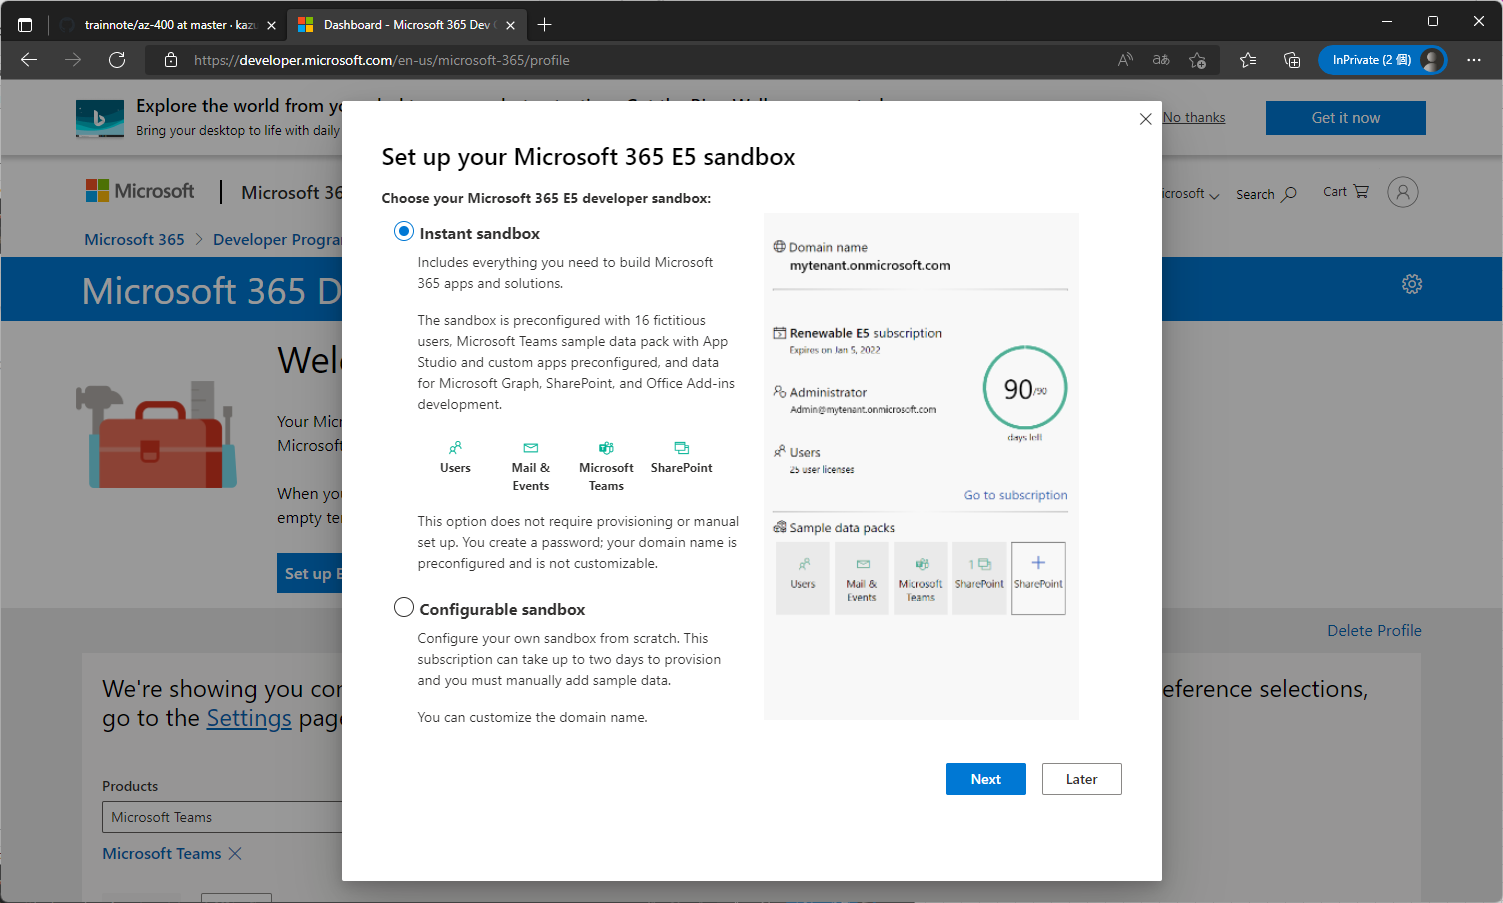 trainnote/az-400 at master · kaz
Dashboard - Microsoft 365 Dev
https://developer.microsoft.com/en-us/microsoft-365/profile
InPrivate (2 個)
Explore the world from yo
Bring your desktop to life with daily
No thanks
Get it now
Microsoft
Microsoft 36
icrosoft
Search
Cart
Microsoft 365 > Developer Progra
Microsoft 365 D
Welc
Your Micr
Microsoft
When you
empty te
Set up E
Delete Profile
We're showing you con
eference selections,
go to the Settings page
Products
Microsoft Teams
Microsoft Teams
Set up your Microsoft 365 E5 sandbox
Choose your Microsoft 365 E5 developer sandbox:
Instant sandbox
Includes everything you need to build Microsoft
365 apps and solutions.
The sandbox is preconfigured with 16 fictitious
users, Microsoft Teams sample data pack with App
Studio and custom apps preconfigured, and data
for Microsoft Graph, SharePoint, and Office Add-ins
development.
Users
Mail &
Events
Microsoft
Teams
SharePoint
This option does not require provisioning or manual
set up. You create a password; your domain name is
preconfigured and is not customizable.
Configurable sandbox
Configure your own sandbox from scratch. This
subscription can take up to two days to provision
and you must manually add sample data.
You can customize the domain name.
Domain name
mytenant.onmicrosoft.com
Renewable E5 subscription
Expires on Jan 5, 2022
90/90
days left
Administrator
Admin@mytenant.onmicrosoft.com
Users
25 user licenses
Go to subscription
Sample data packs
Users
Mail &
Events
Microsoft
Teams
1
SharePoint
SharePoint
Next
Later